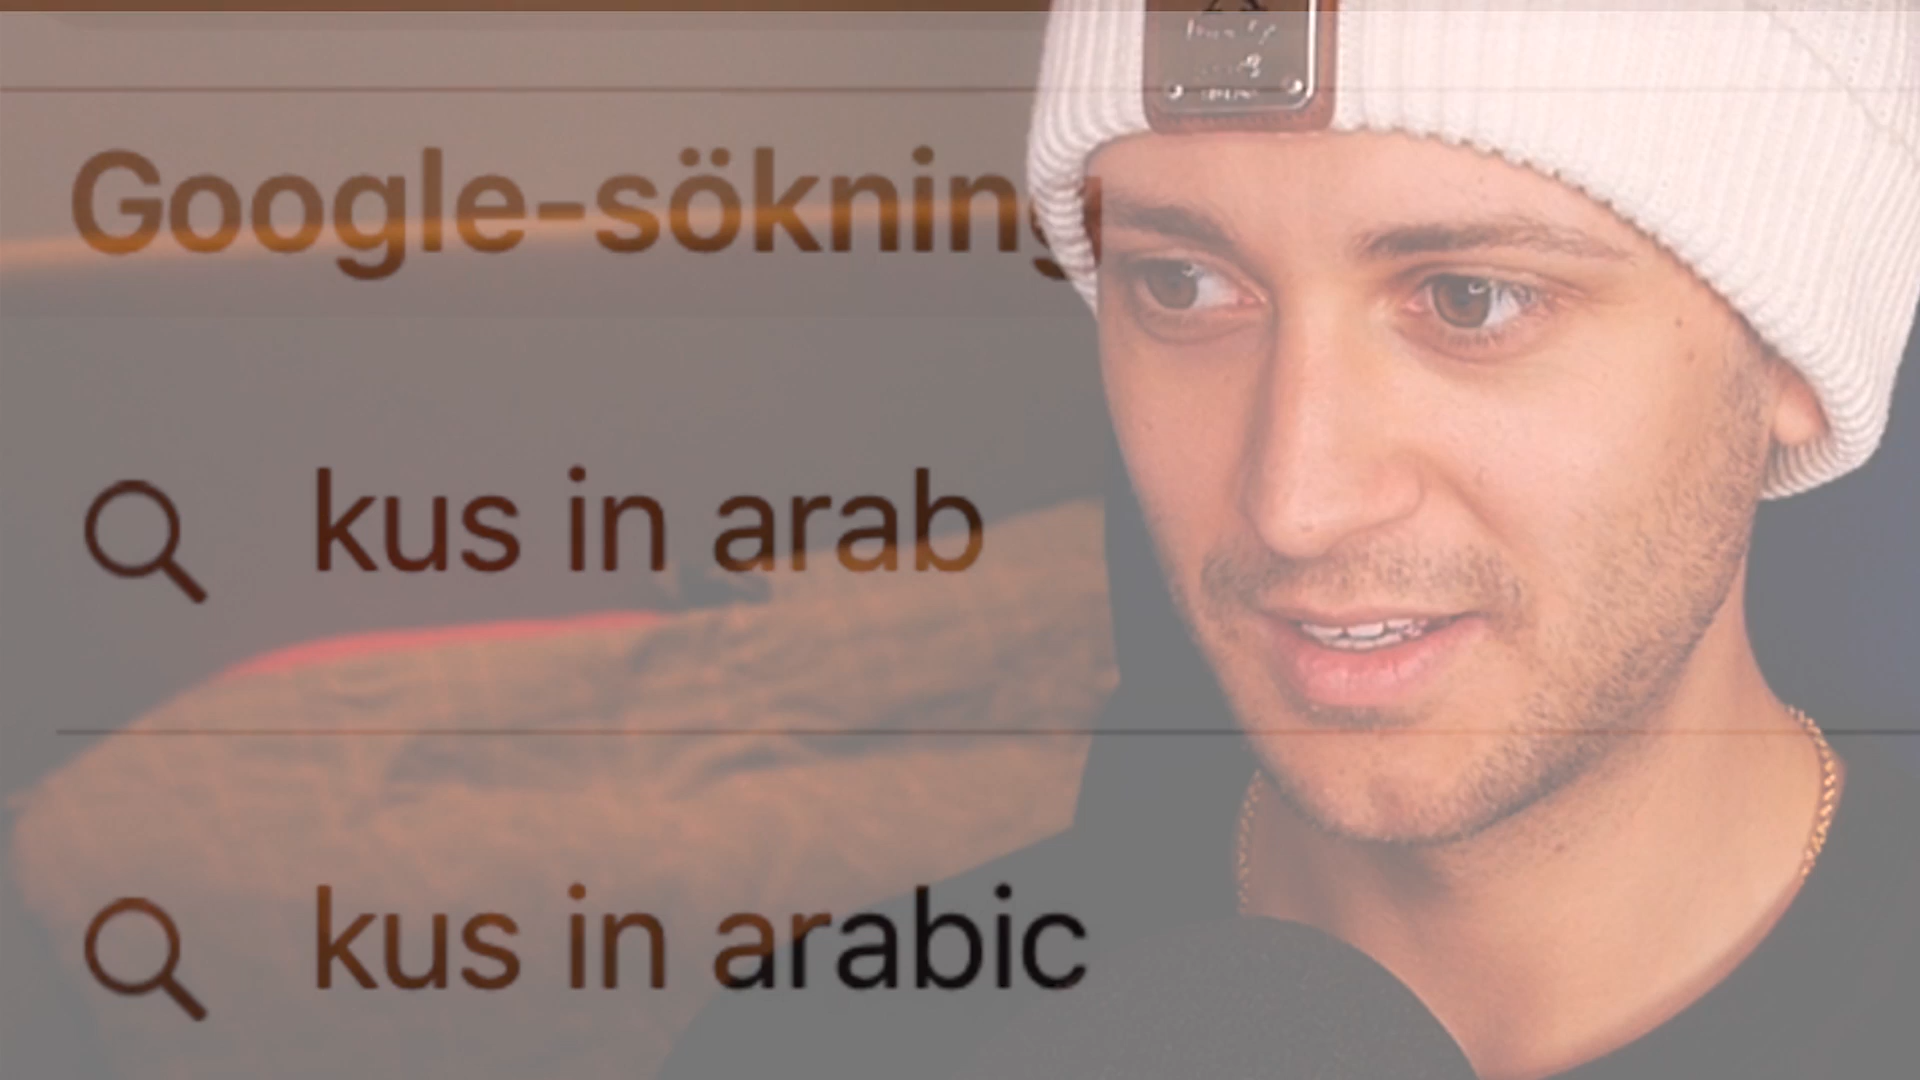 Google-sökning
kus in arab
kus in arabic